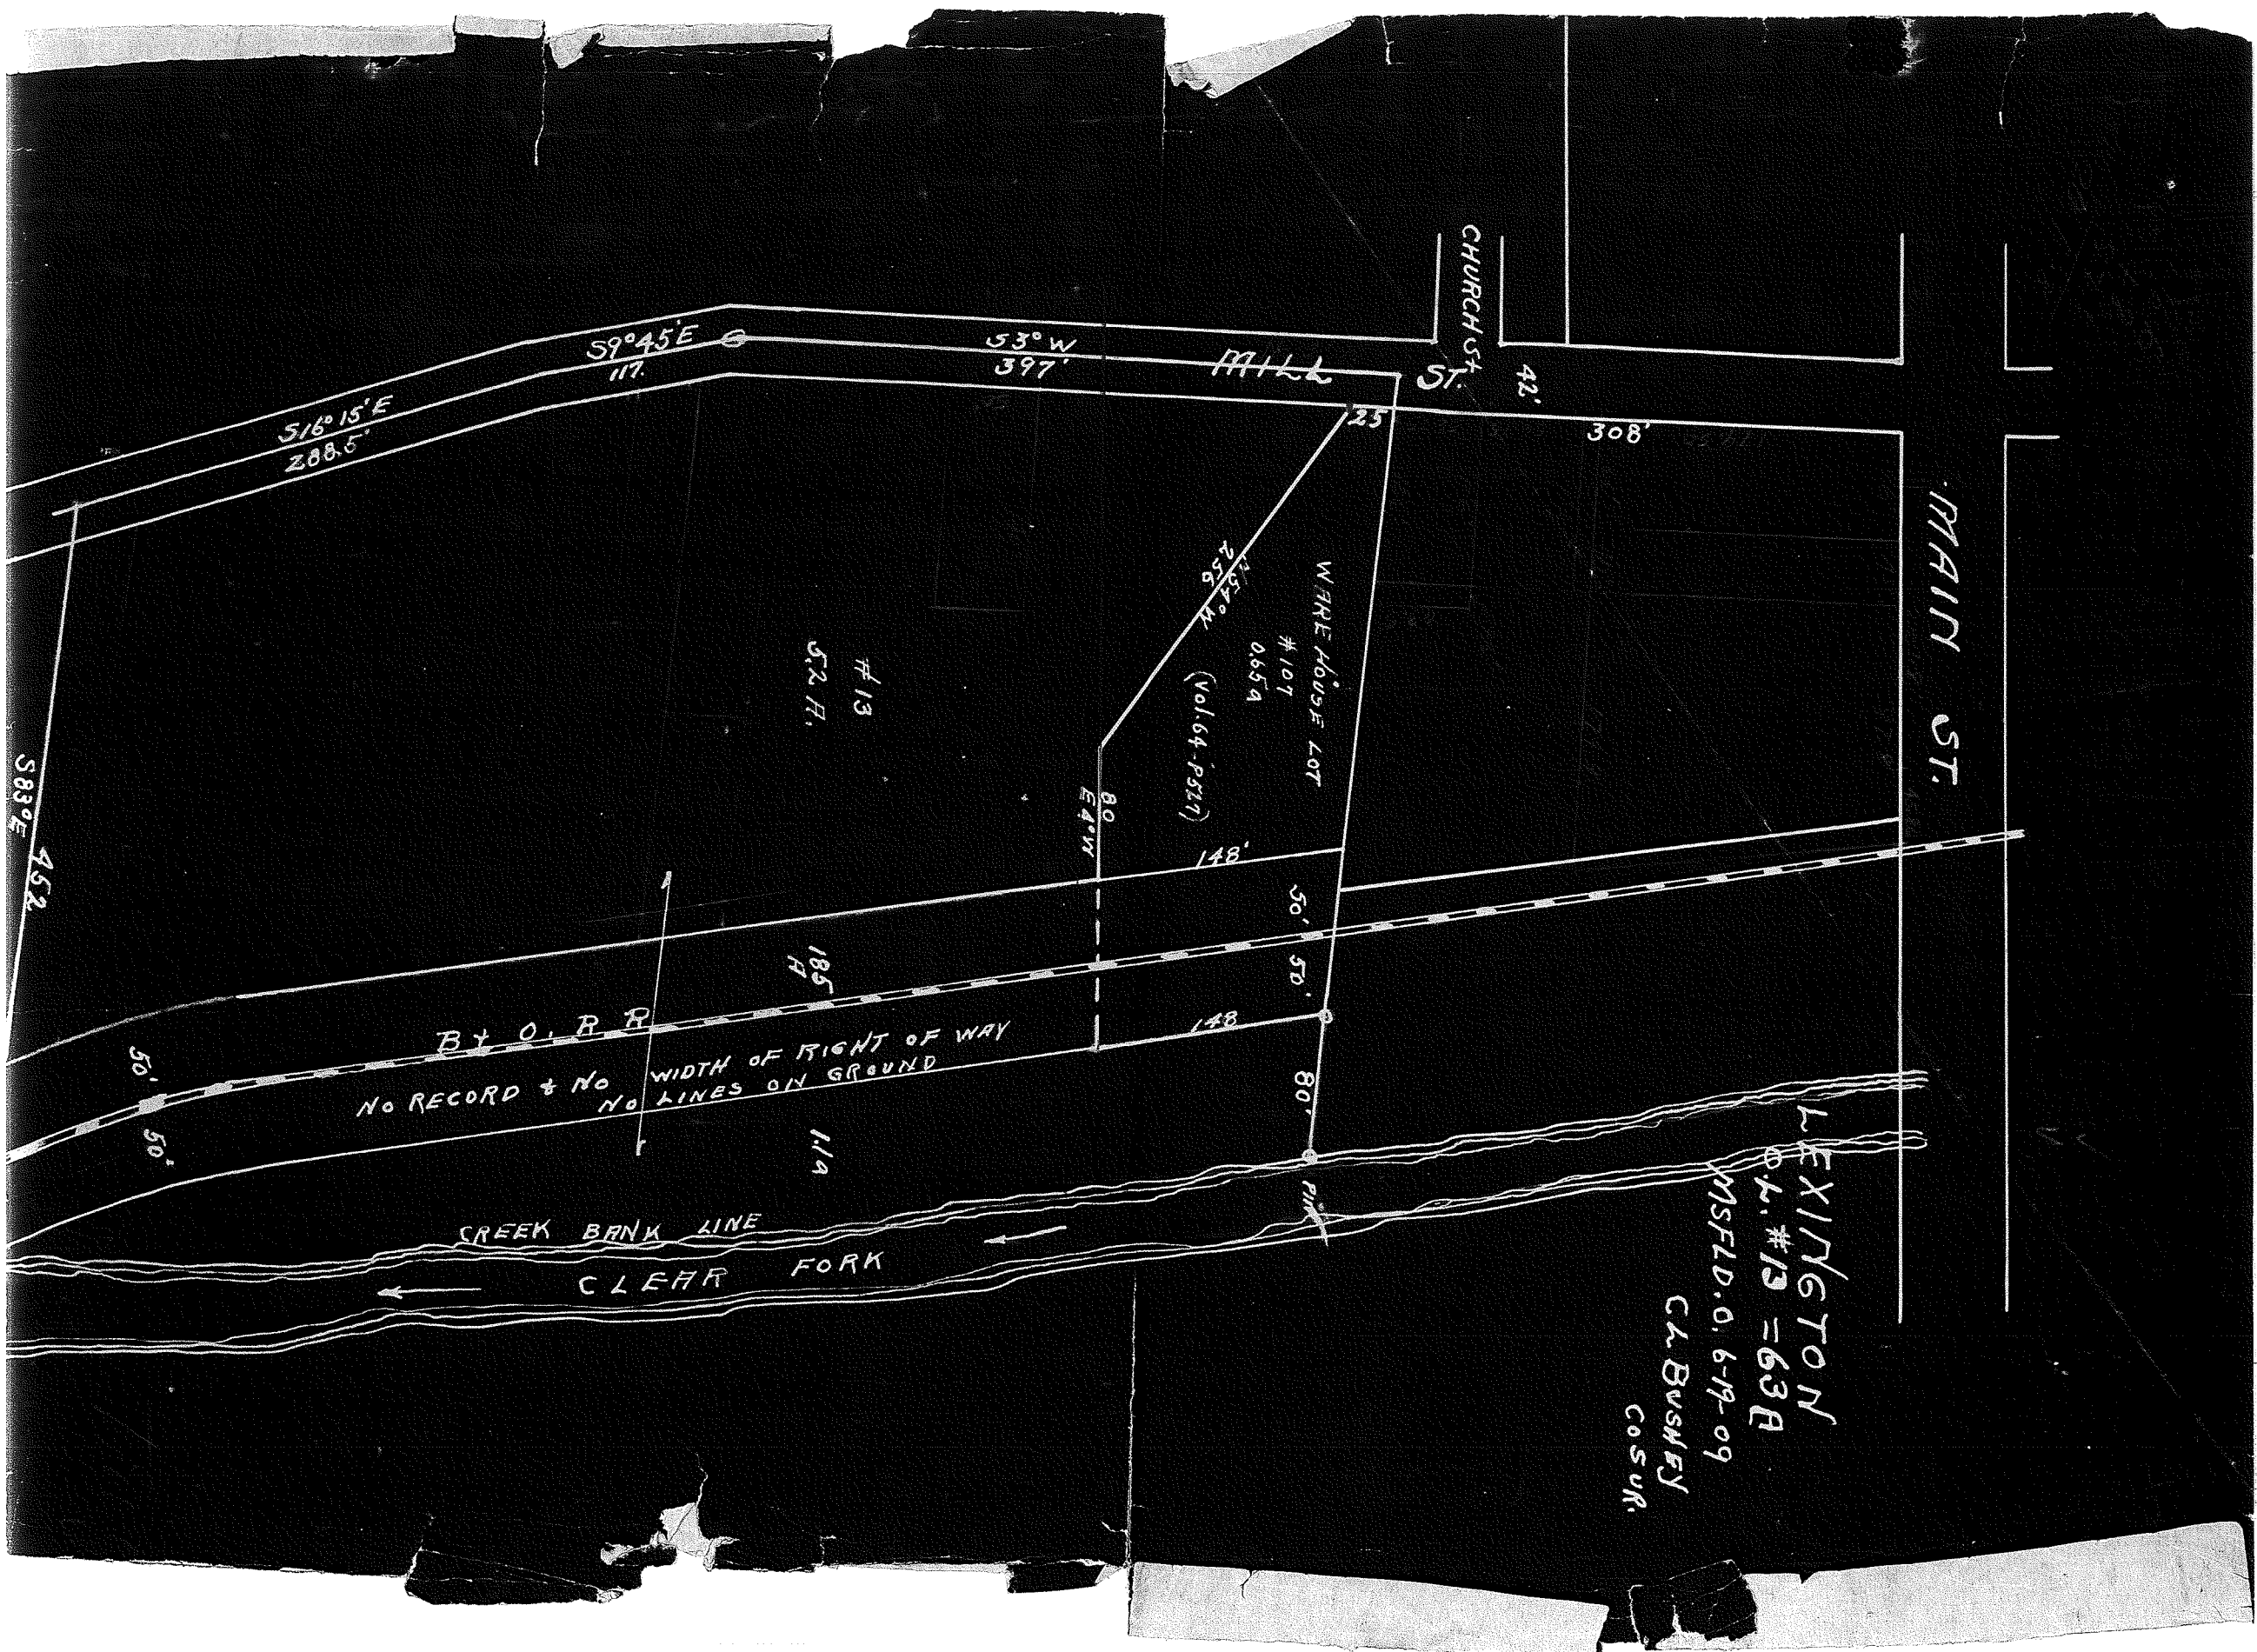 LEXINGTON
O.L. #13 = 63A
MSFLD. O. 6-19-09
C L BUSHEY
CO SUR.
MAIN ST.
CHURCH St.
MILL ST.
42'
308'
25
S3°W
397'
S9°45'E
117.
S16°15'E
288.5'
S83°E 452
#13
5.2 A.
WARE HOUSE LOT
#107
0.65a
(Vol. 64 - P527)
S54°W
256
80
E4°W
148'
50'
50'
148
80'
PIN
185
A
B & O. R R
NO RECORD & NO WIDTH OF RIGHT OF WAY
NO LINES ON GROUND
50'
50'
1.1a
CREEK BANK LINE
CLEAR FORK